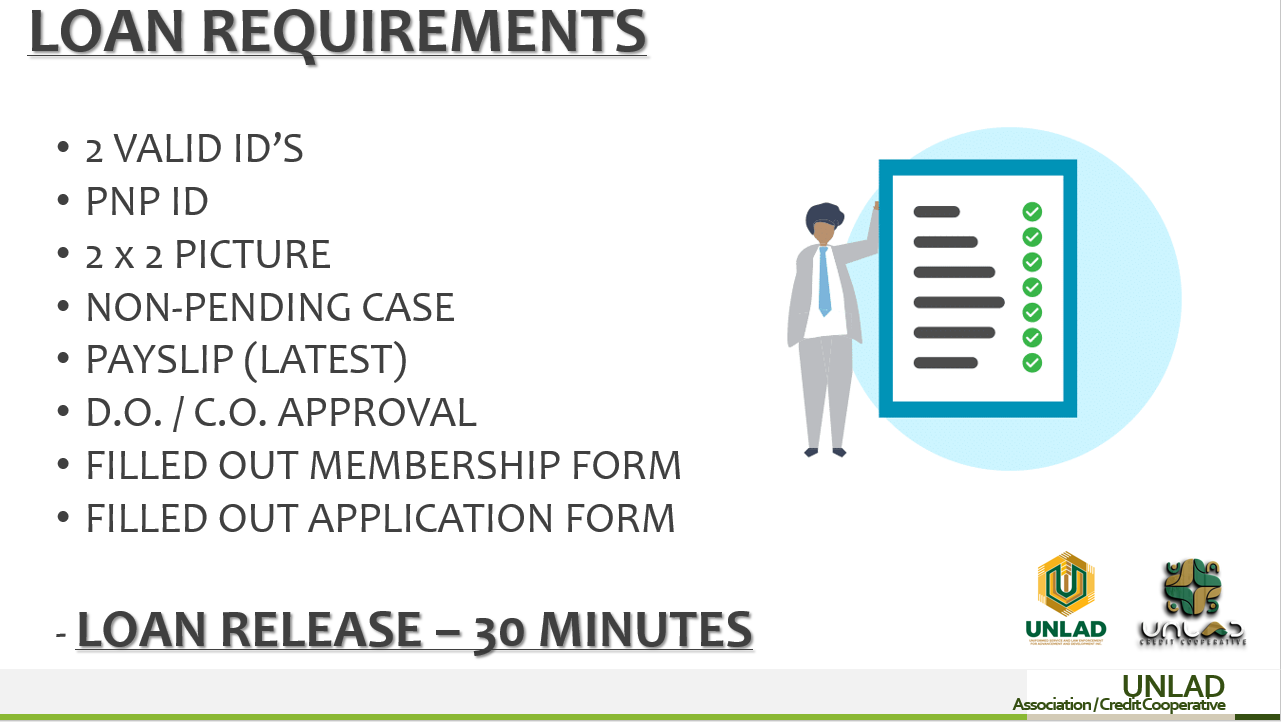 LOAN REQUIREMENTS
• 2 VALID ID’S
• PNP ID
• 2 x 2 PICTURE
• NON-PENDING CASE
• PAYSLIP (LATEST)
• D.O. / C.O. APPROVAL
• FILLED OUT MEMBERSHIP FORM
• FILLED OUT APPLICATION FORM
- LOAN RELEASE – 30 MINUTES
UNLAD
UNLAD
CREDIT COOPERATIVE
UNLAD
Association / Credit Cooperative